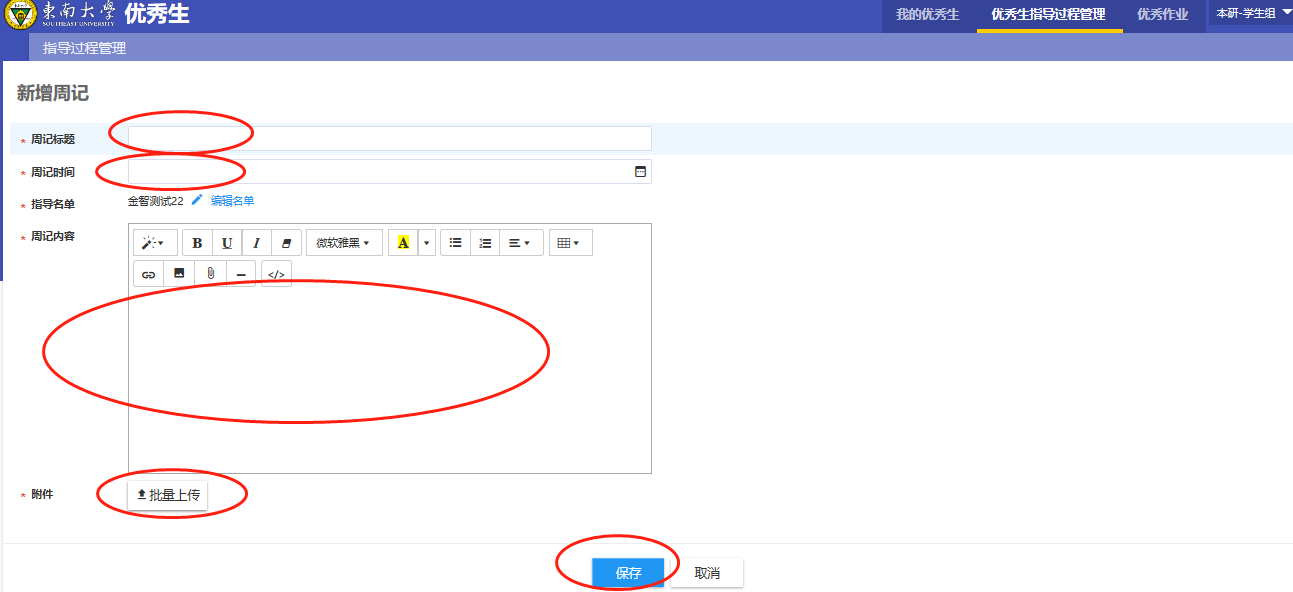 東南大學 优秀生 我的优秀生 优秀生指导过程管理 优秀作业 本研-学生组
SOUTHEAST UNIVERSITY
指导过程管理
新增周记
* 周记标题
* 周记时间
* 指导名单 金智测试22 编辑名单
* 周记内容
B U I 微软雅黑 A
</>
* 附件 批量上传
保存 取消